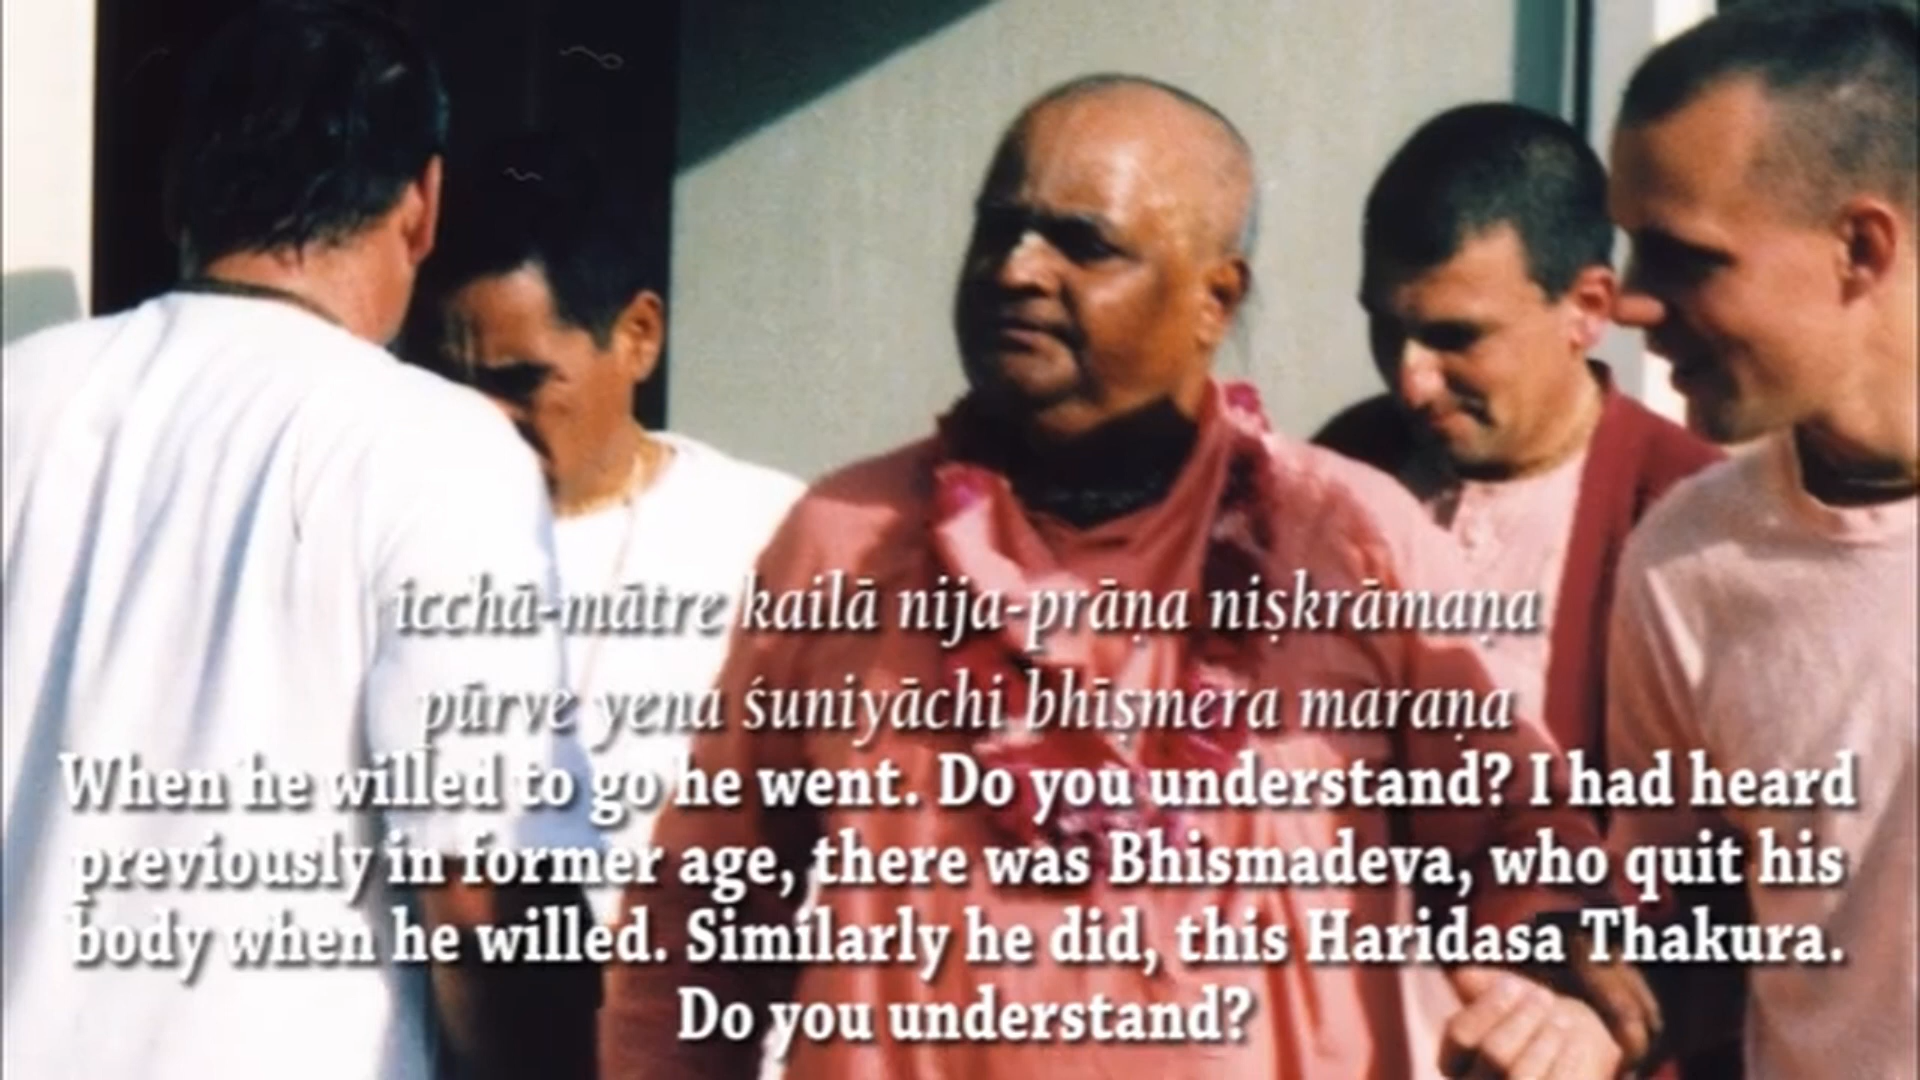 icchā-mātre kailā nija-prāṇa niṣkrāmaṇa
pūrve yena śuniyāchi bhīṣmera maraṇa
When he willed to go he went. Do you understand? I had heard
previously in former age, there was Bhismadeva, who quit his
body when he willed. Similarly he did, this Haridasa Thakura.
Do you understand?